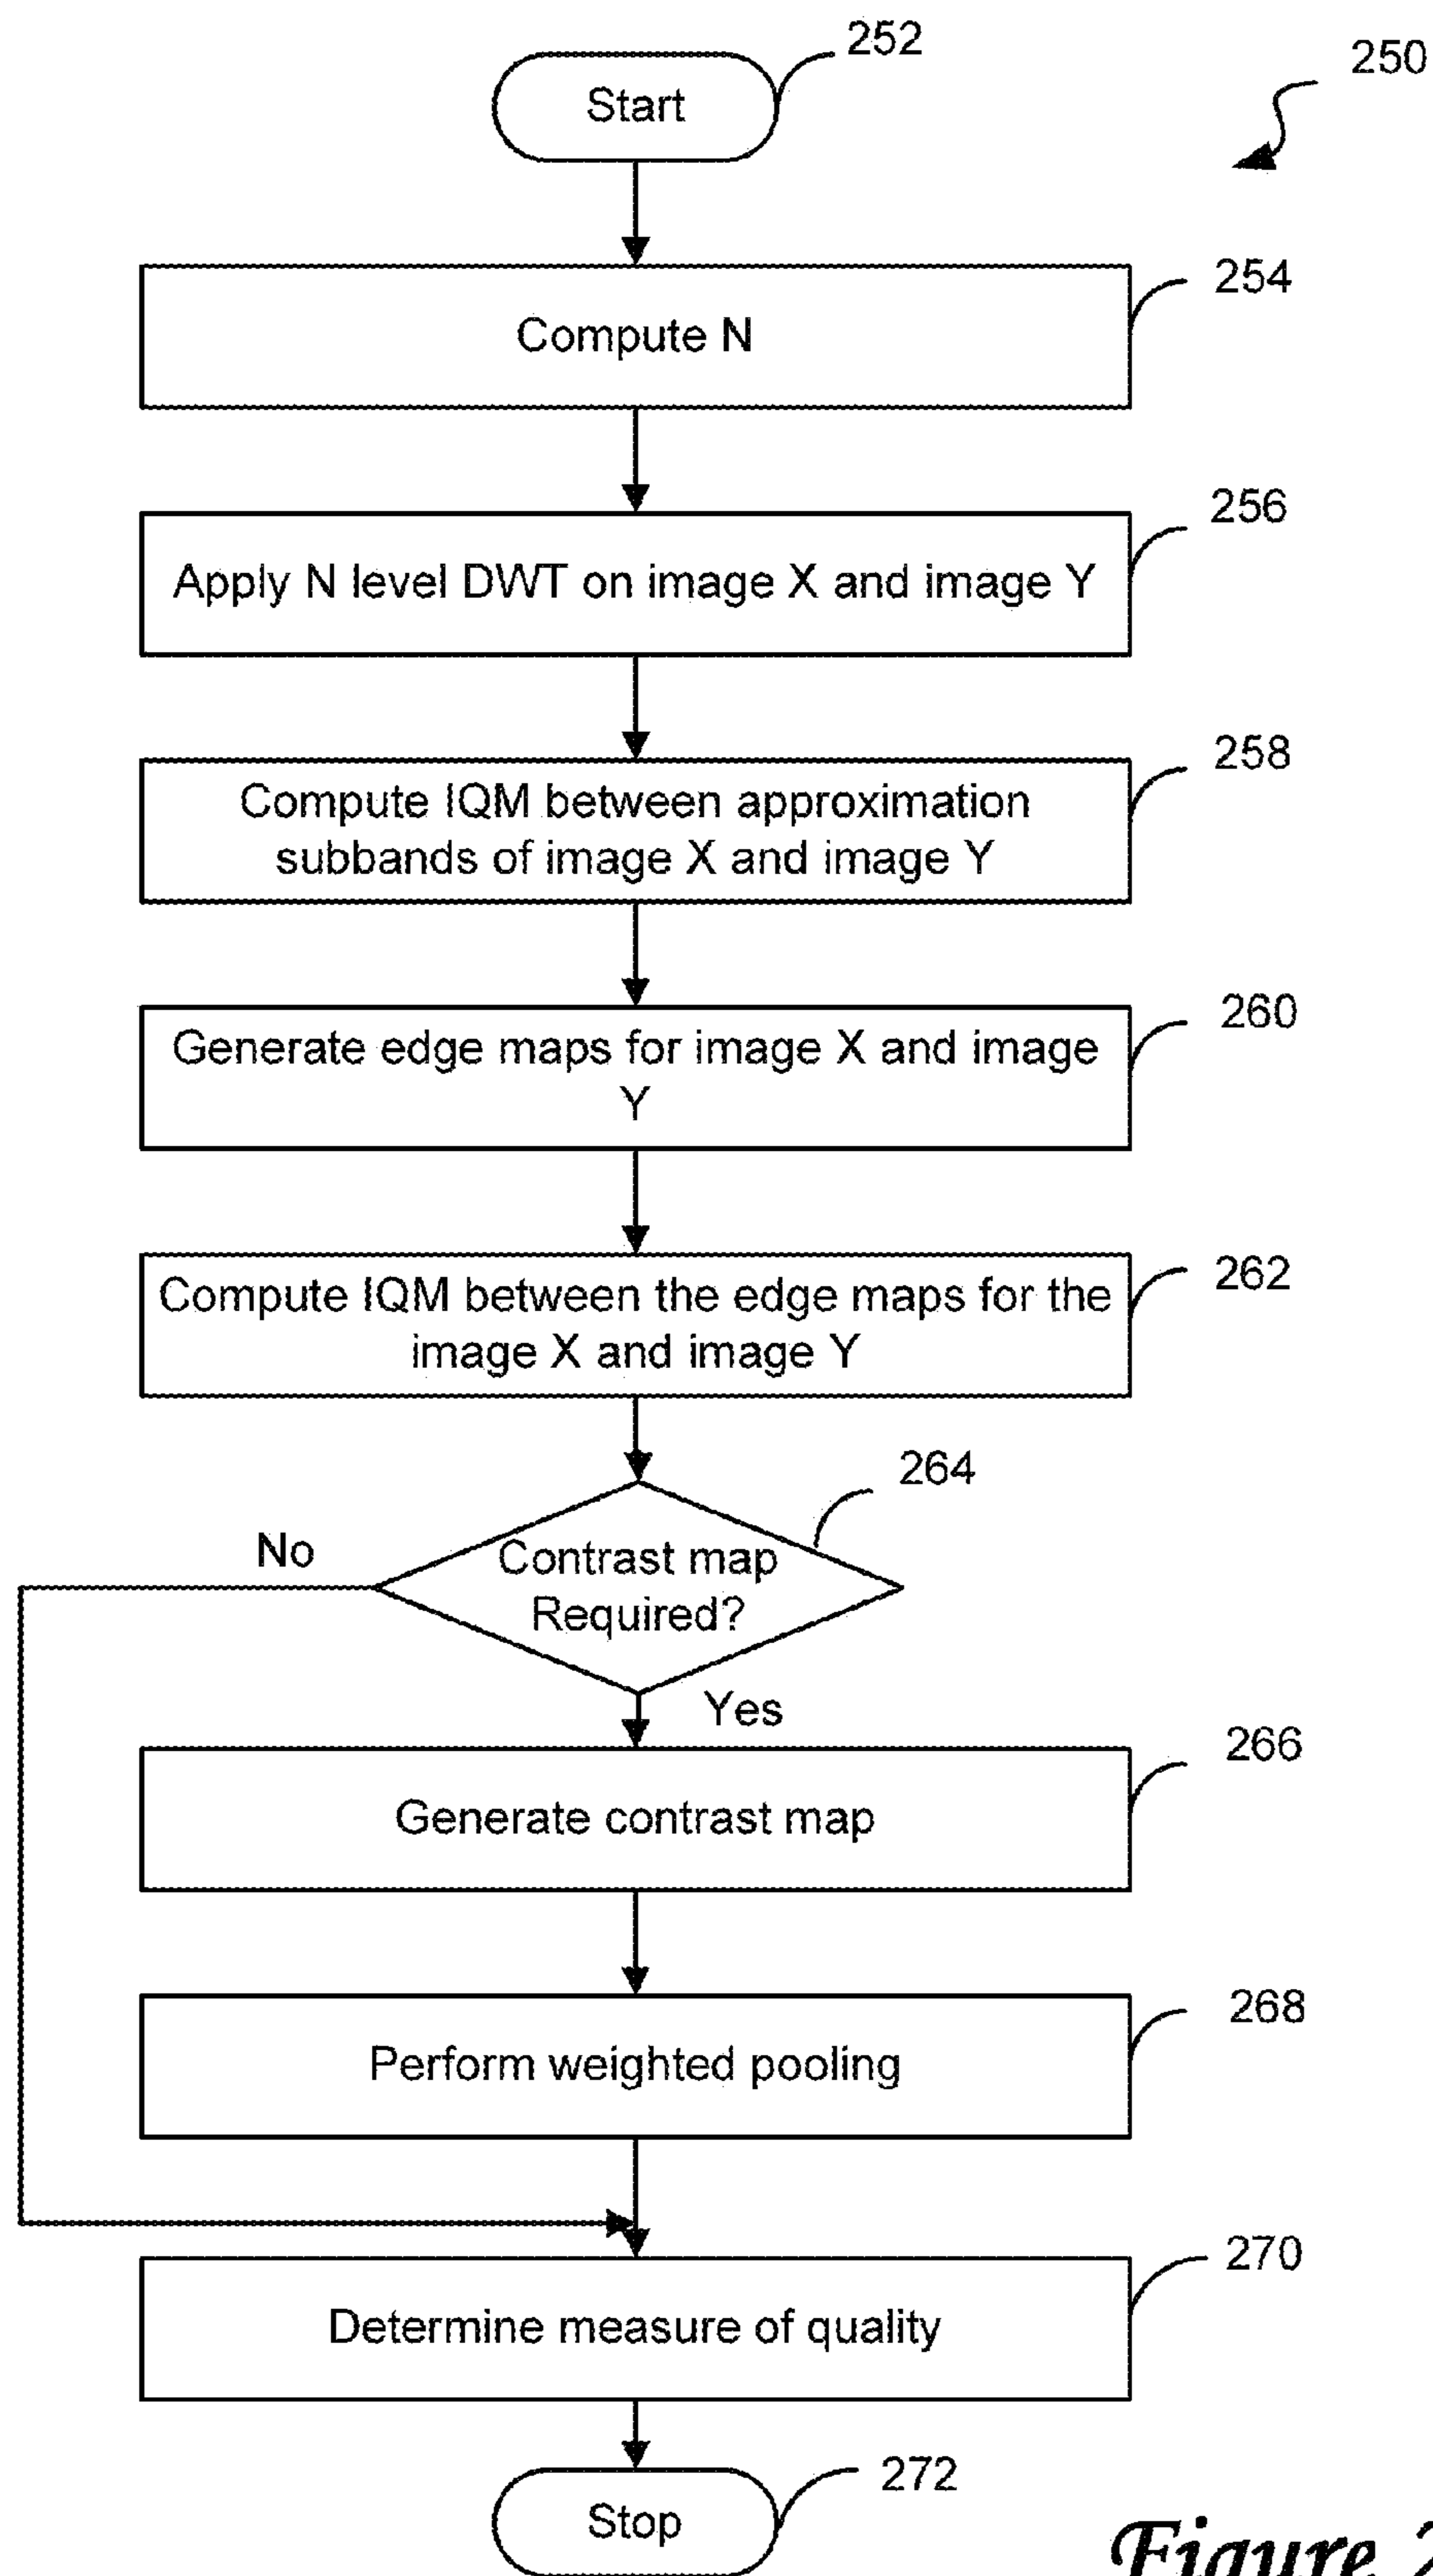 252
250
Start
254
Compute N
256
Apply N level DWT on image X and image Y
258
Compute IQM between approximation
subbands of image X and image Y
260
Generate edge maps for image X and image
Y
262
Compute IQM between the edge maps for the
image X and image Y
264
No
Contrast map
Required?
Yes
266
Generate contrast map
268
Perform weighted pooling
270
Determine measure of quality
272
Stop
Figure 2